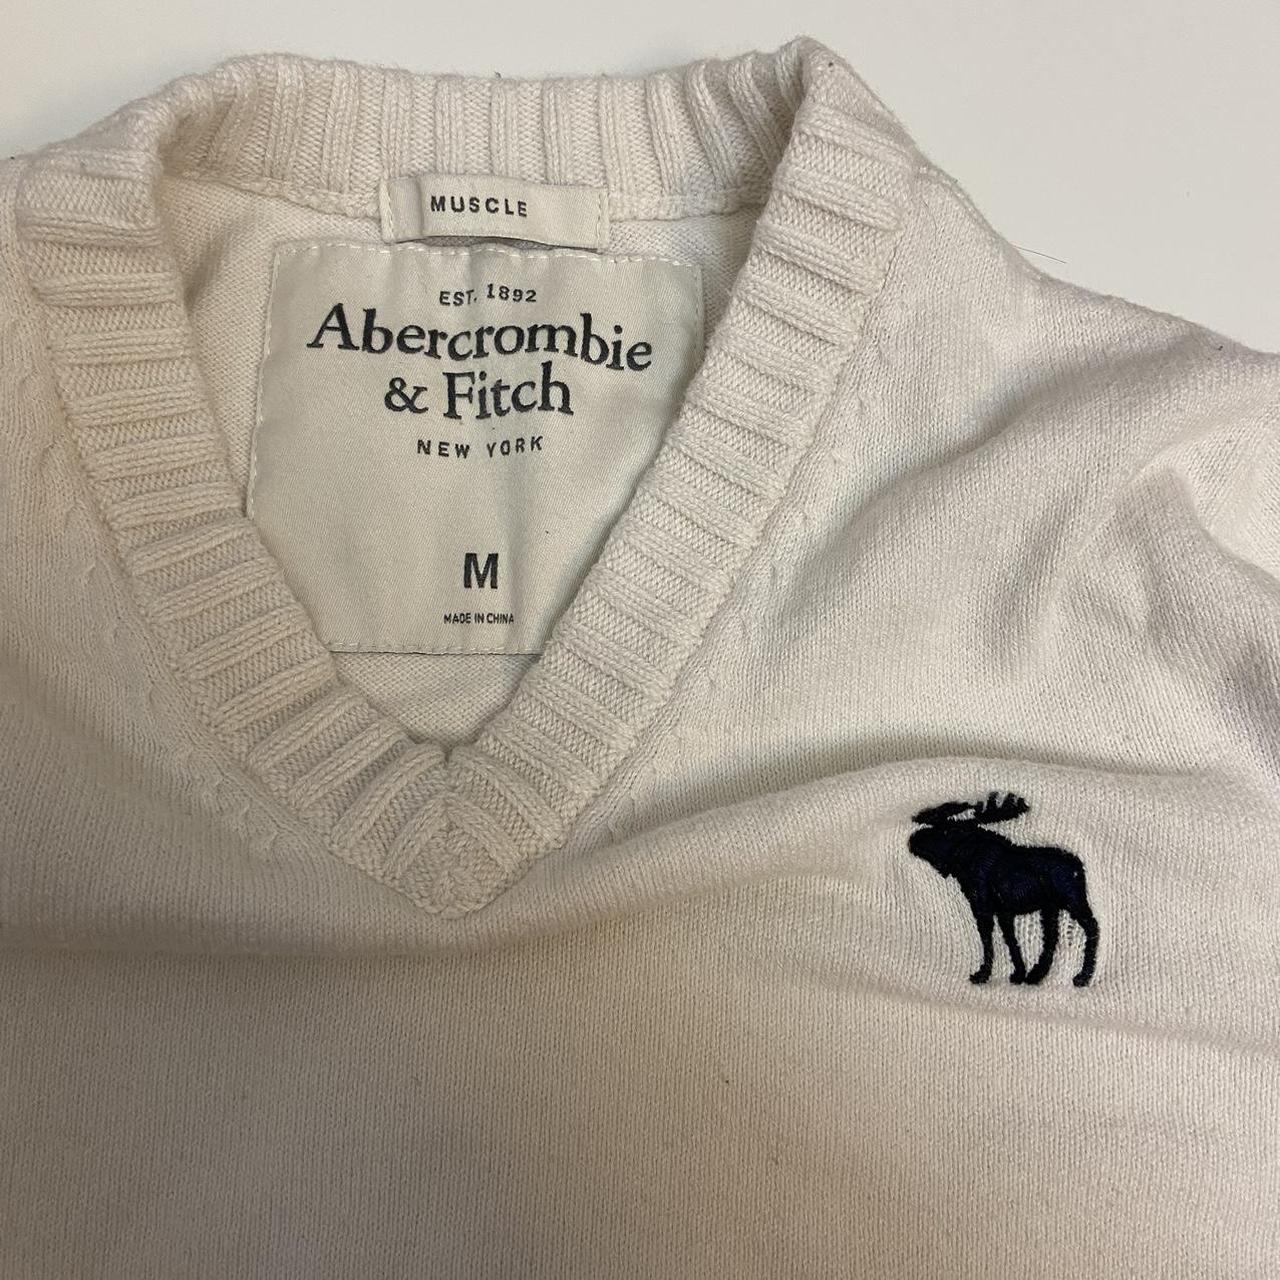 MUSCLE
EST. 1892
Abercrombie
& Fitch
NEW YORK
M
MADE IN CHINA